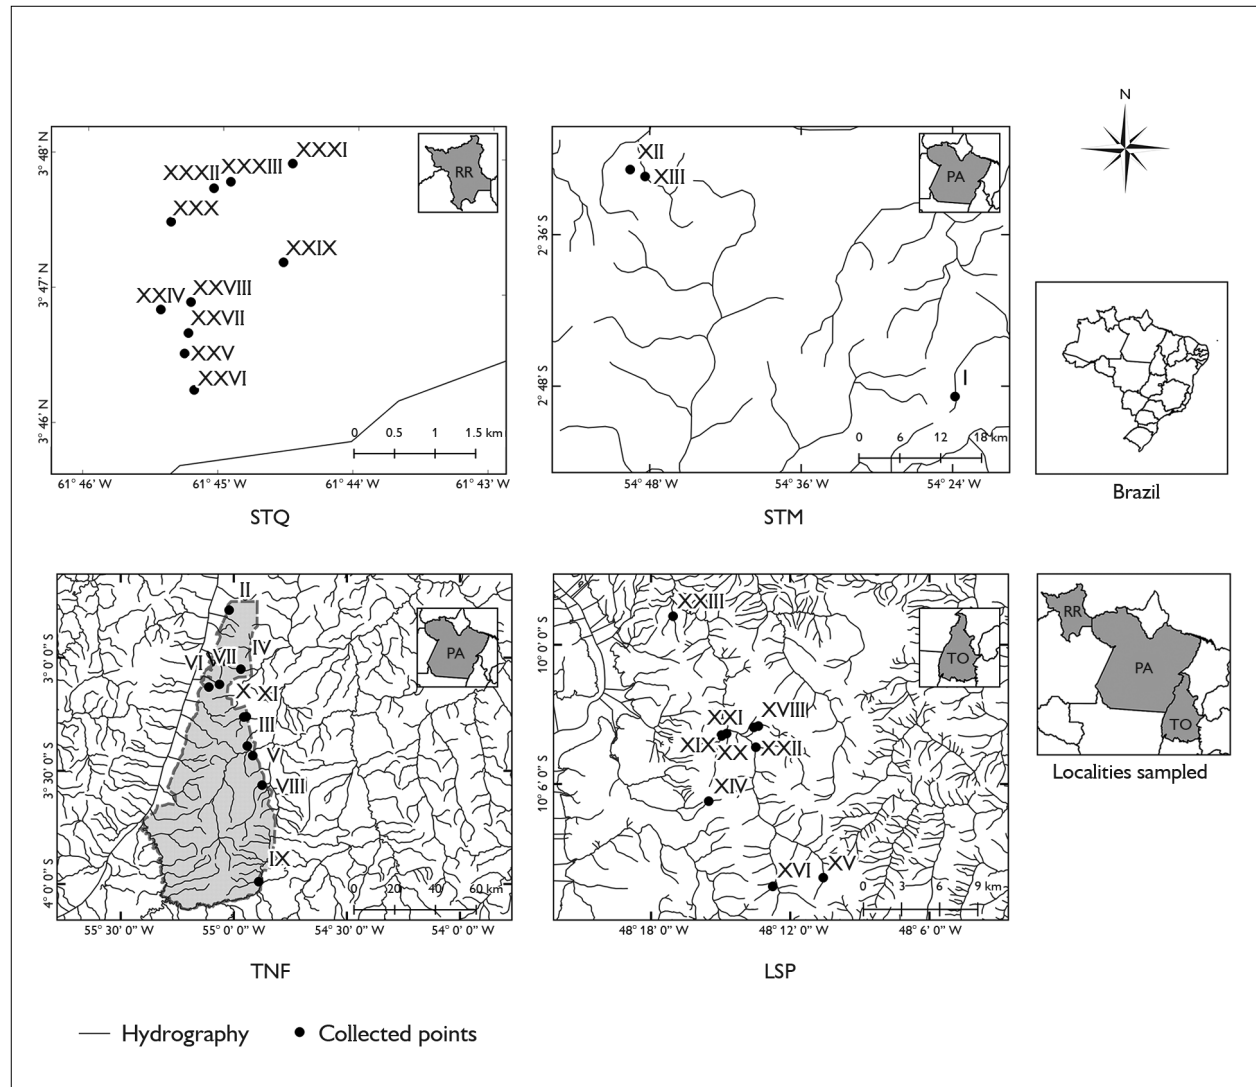 N
3° 48' N
3° 47' N
3° 46' N
XXXI
XXXIII
XXXII
XXX
XXIX
XXVIII
XXIV
XXVII
XXV
XXVI
RR
0 0.5 1 1.5 km
61° 46' W 61° 45' W 61° 44' W 61° 43' W
STQ
2° 36' S
2° 48' S
XII
XIII
PA
I
0 6 12 18 km
54° 48' W 54° 36' W 54° 24' W
STM
Brazil
3° 0' 0" S
3° 30' 0" S
4° 0' 0" S
II
IV
VII
VI
X XI
III
V
VIII
IX
PA
0 20 40 60 km
55° 30' 0" W 55° 0' 0" W 54° 30' 0" W 54° 0' 0" W
TNF
10° 0' 0" S
10° 6' 0" S
XXIII
TO
XVIII
XXI
XIX
XX
XXII
XIV
XV
XVI
0 3 6 9 km
48° 18' 0" W 48° 12' 0" W 48° 6' 0" W
LSP
RR
PA
TO
Localities sampled
Hydrography Collected points